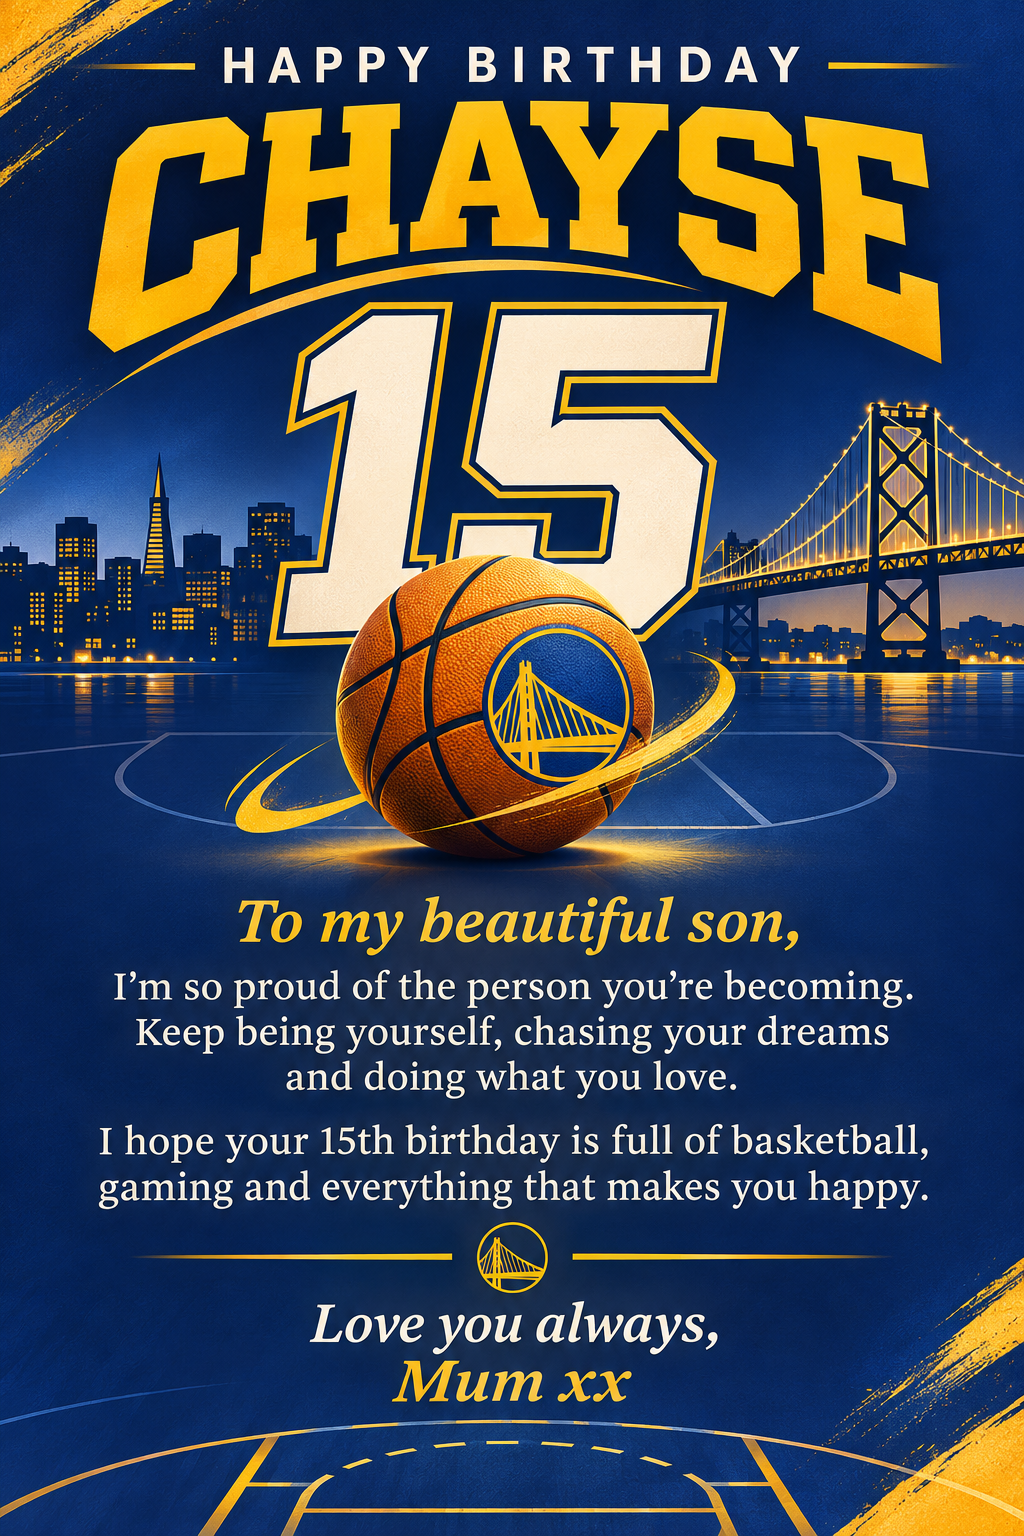 HAPPY BIRTHDAY
CHAYSE
15
To my beautiful son,
I’m so proud of the person you’re becoming.
Keep being yourself, chasing your dreams
and doing what you love.
I hope your 15th birthday is full of basketball,
gaming and everything that makes you happy.
Love you always,
Mum xx